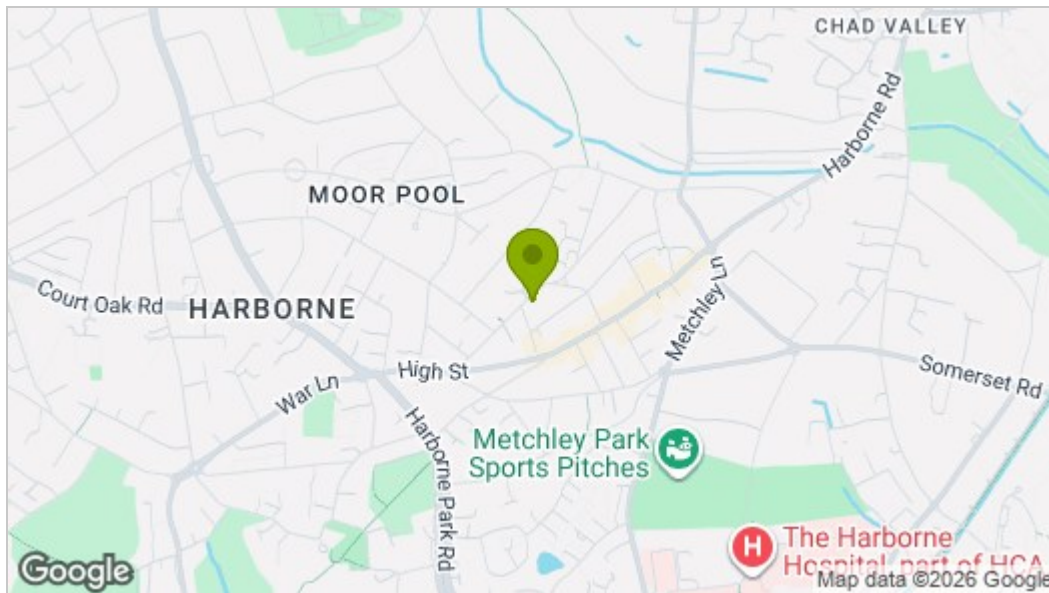 CHAD VALLEY
Harborne Rd
MOOR POOL
Court Oak Rd
HARBORNE
Metchley Ln
High St
War Ln
Somerset Rd
Harborne Park Rd
Metchley Park
Sports Pitches
H
The Harborne
Hospital, part of HCA
Google
Map data ©2026 Google